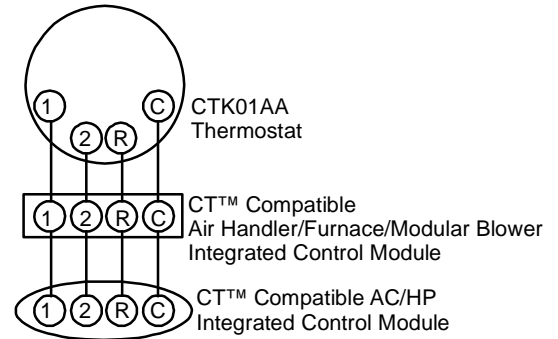 1 C CTK01AA
2 R Thermostat
1 2 R C CT™ Compatible
Air Handler/Furnace/Modular Blower
Integrated Control Module
1 2 R C CT™ Compatible AC/HP
Integrated Control Module